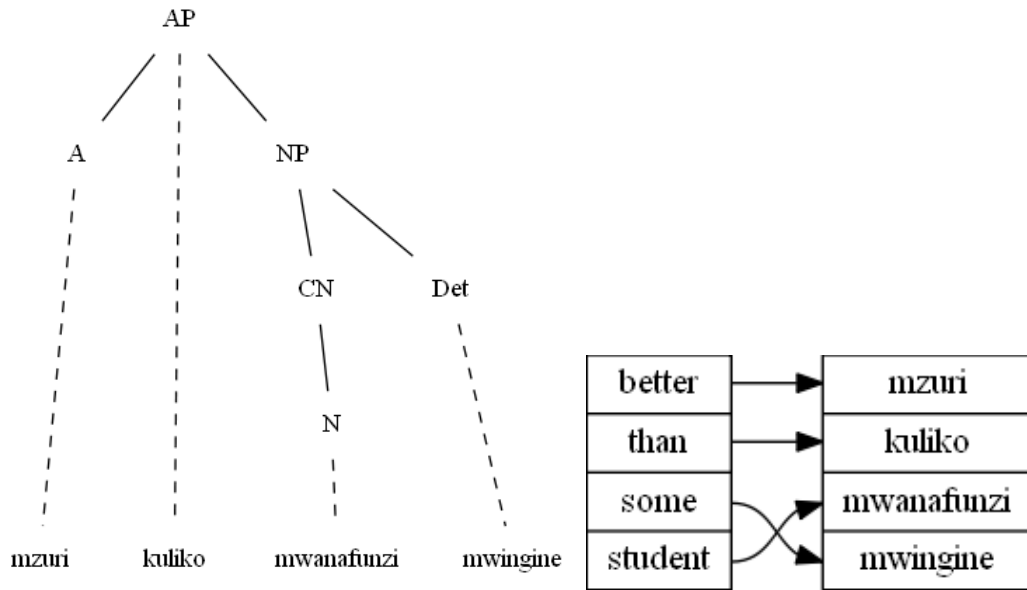 AP
A NP
CN Det
N
mzuri kuliko mwanafunzi mwingine
better mzuri
than kuliko
some mwanafunzi
student mwingine